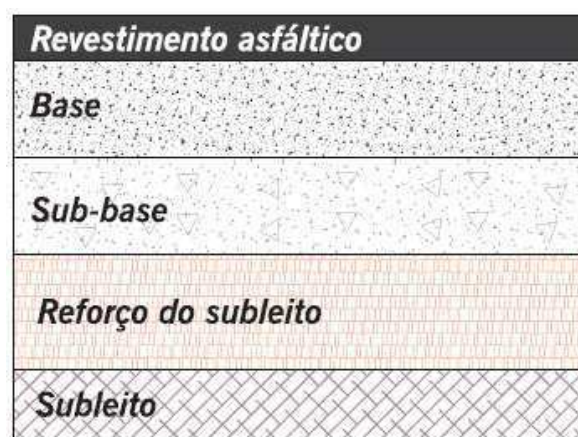 Revestimento asfáltico
Base
Sub-base
Reforço do subleito
Subleito